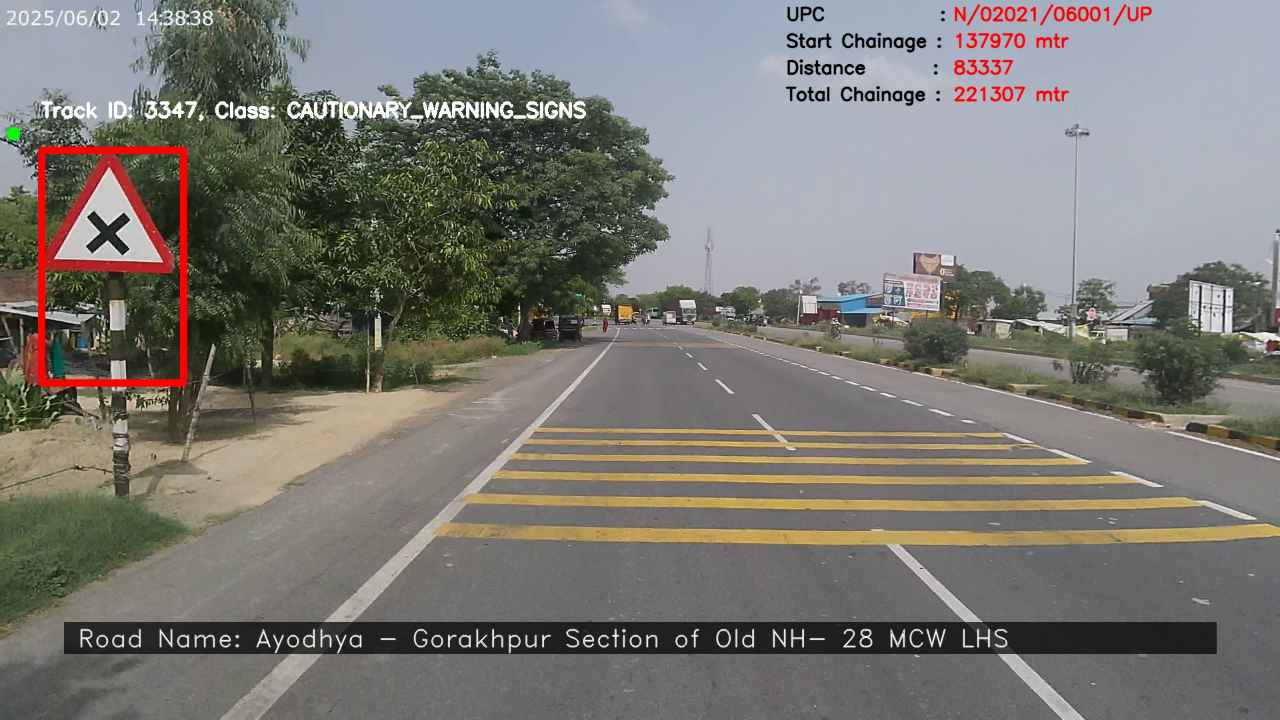 2025/06/02 14:38:38
UPC : N/02021/06001/UP
Start Chainage : 137970 mtr
Distance : 83337
Total Chainage : 221307 mtr
Track ID: 3347, Class: CAUTIONARY_WARNING_SIGNS
Road Name: Ayodhya - Gorakhpur Section of Old NH- 28 MCW LHS